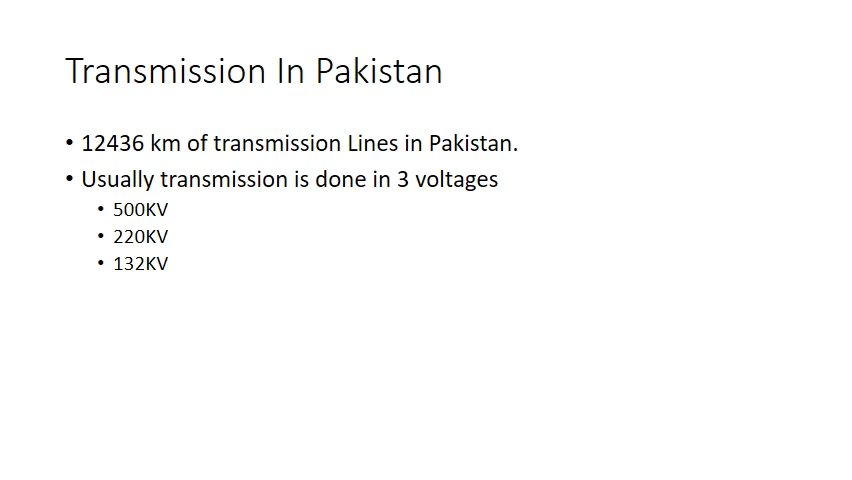 Transmission In Pakistan
• 12436 km of transmission Lines in Pakistan.
• Usually transmission is done in 3 voltages
• 500KV
• 220KV
• 132KV